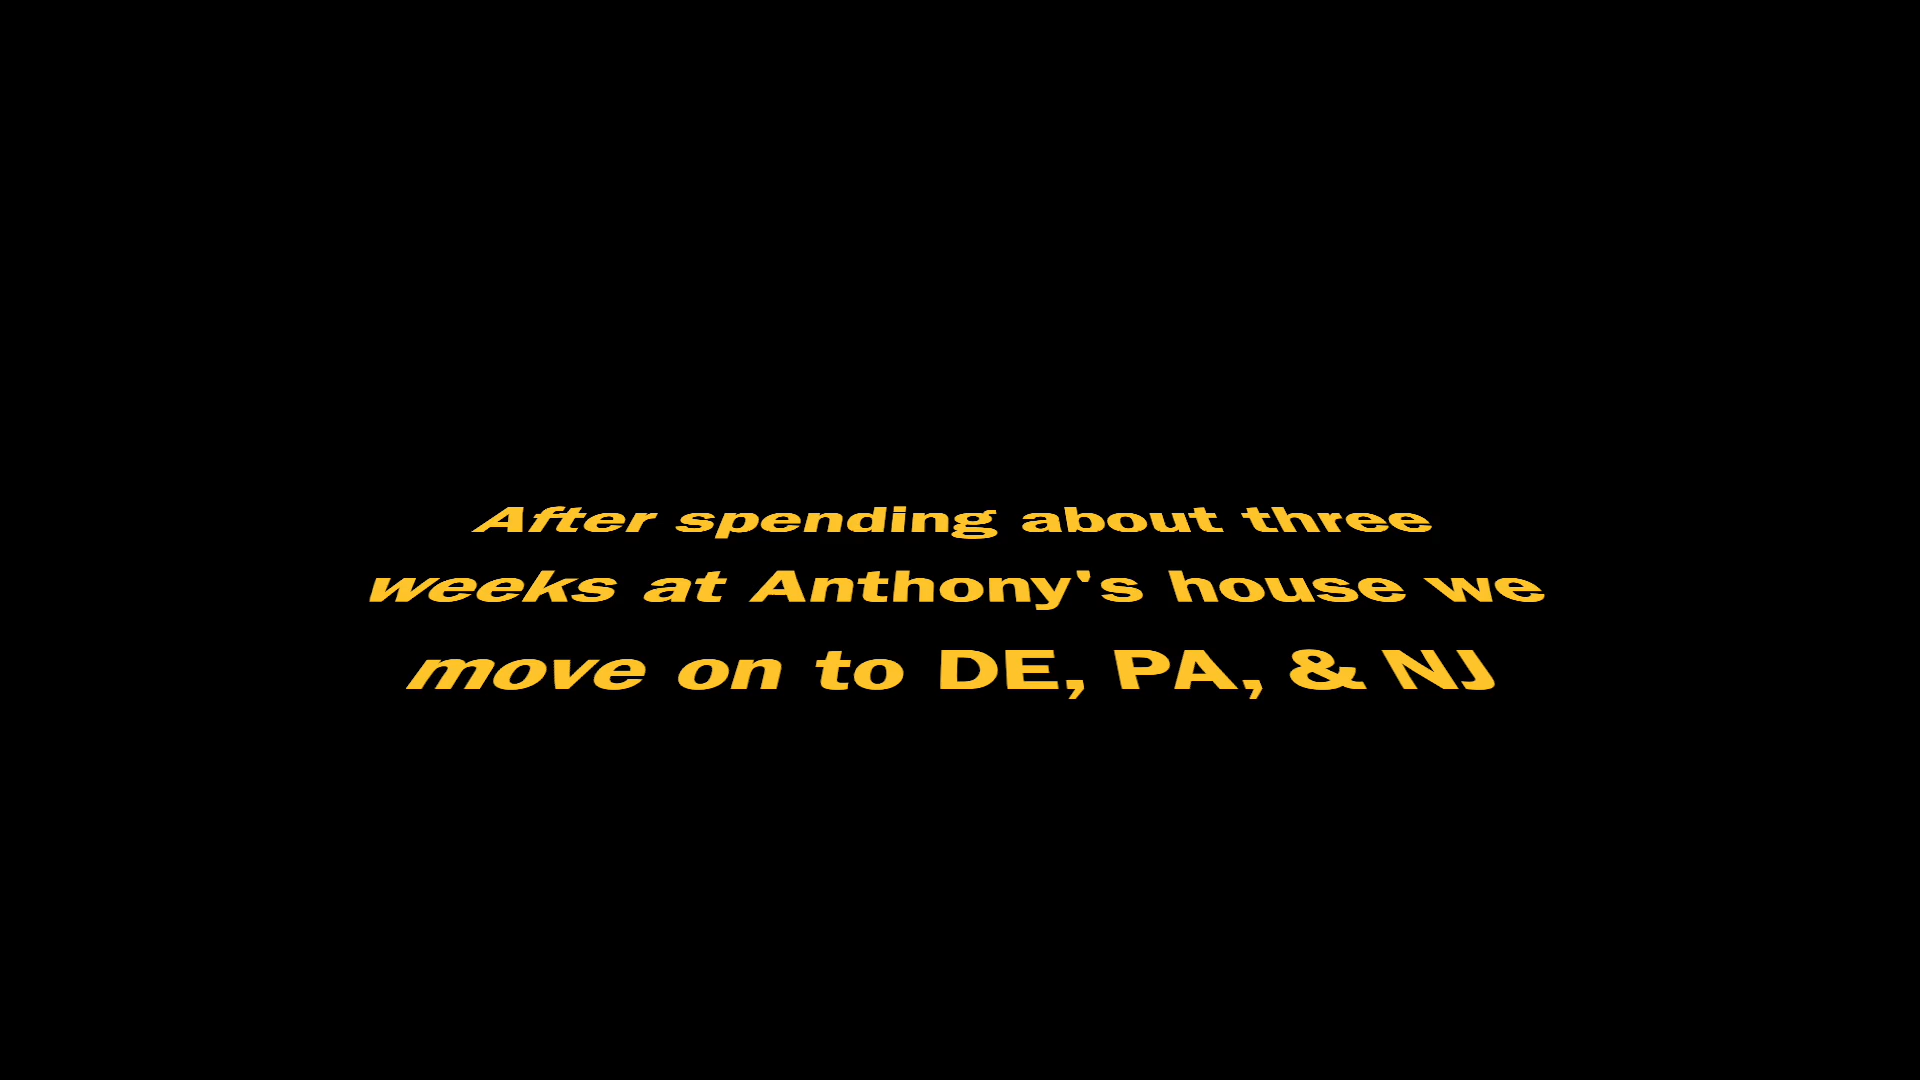 After spending about three
weeks at Anthony's house we
move on to DE, PA, & NJ